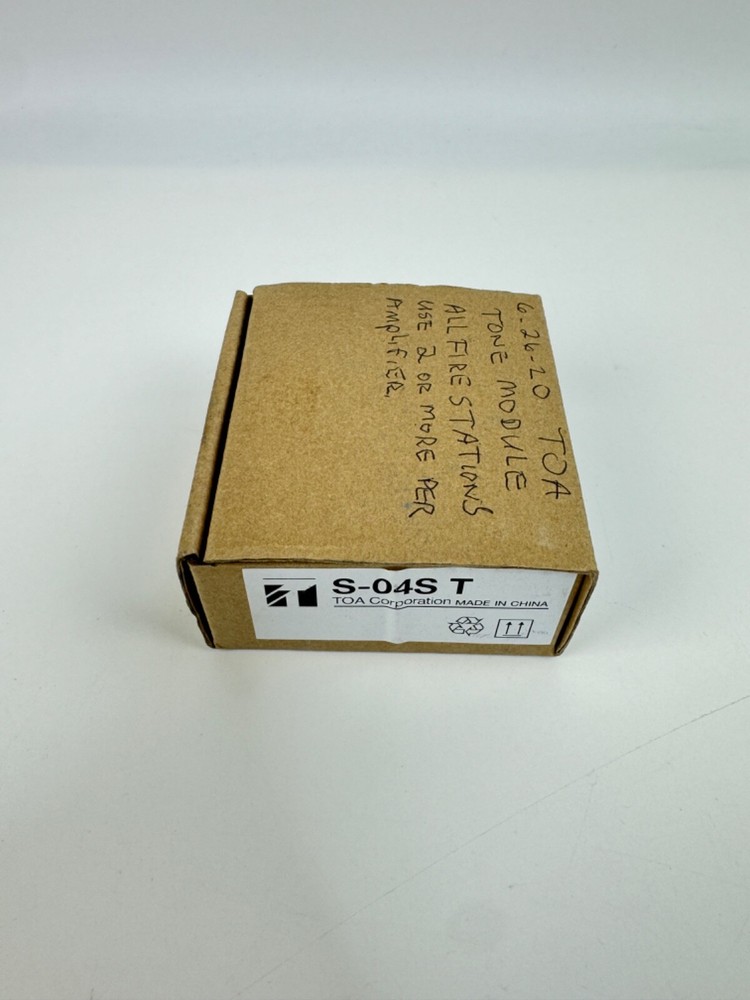 6-26-20 TOA
TONE MODULE
ALL FIRE STATIONS
USE 2 OR MORE PER
AMPLIFIER.
S-04S T
TOA Corporation MADE IN CHINA